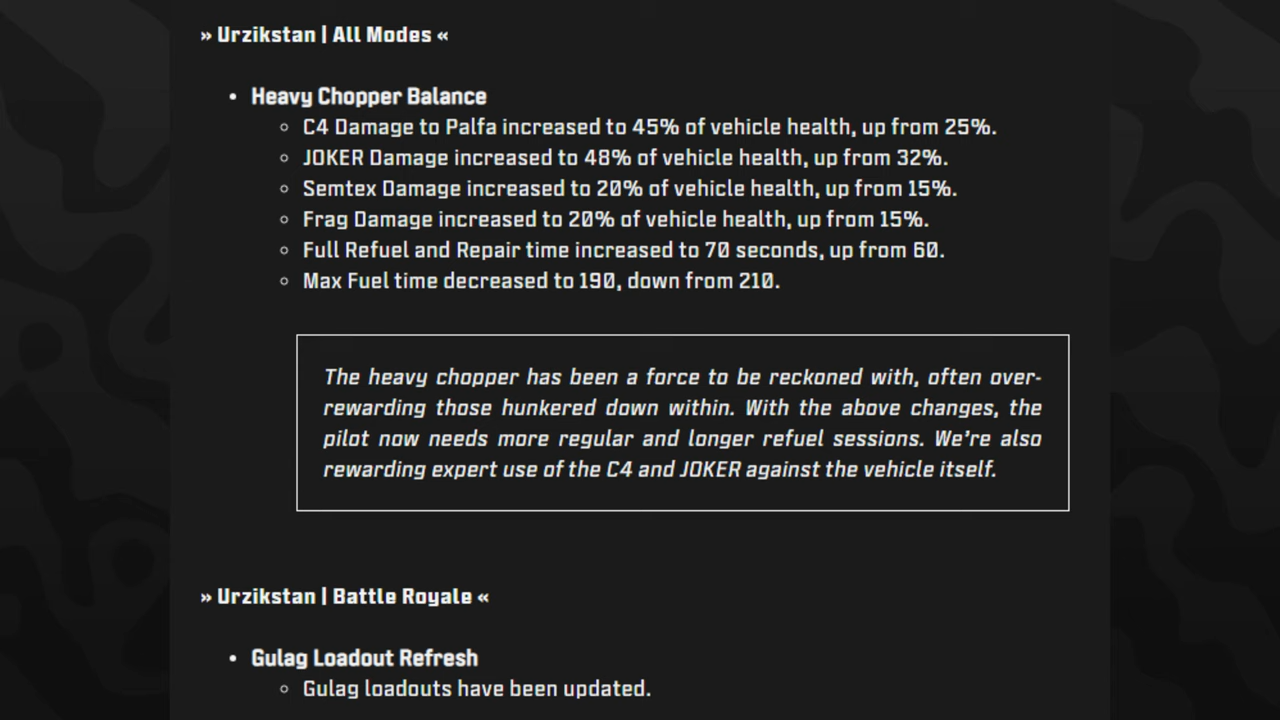 » Urzikstan | All Modes «
• Heavy Chopper Balance
◦ C4 Damage to Palfa increased to 45% of vehicle health, up from 25%.
◦ JOKER Damage increased to 48% of vehicle health, up from 32%.
◦ Semtex Damage increased to 20% of vehicle health, up from 15%.
◦ Frag Damage increased to 20% of vehicle health, up from 15%.
◦ Full Refuel and Repair time increased to 70 seconds, up from 60.
◦ Max Fuel time decreased to 190, down from 210.
The heavy chopper has been a force to be reckoned with, often over-
rewarding those hunkered down within. With the above changes, the
pilot now needs more regular and longer refuel sessions. We’re also
rewarding expert use of the C4 and JOKER against the vehicle itself.
» Urzikstan | Battle Royale «
• Gulag Loadout Refresh
◦ Gulag loadouts have been updated.